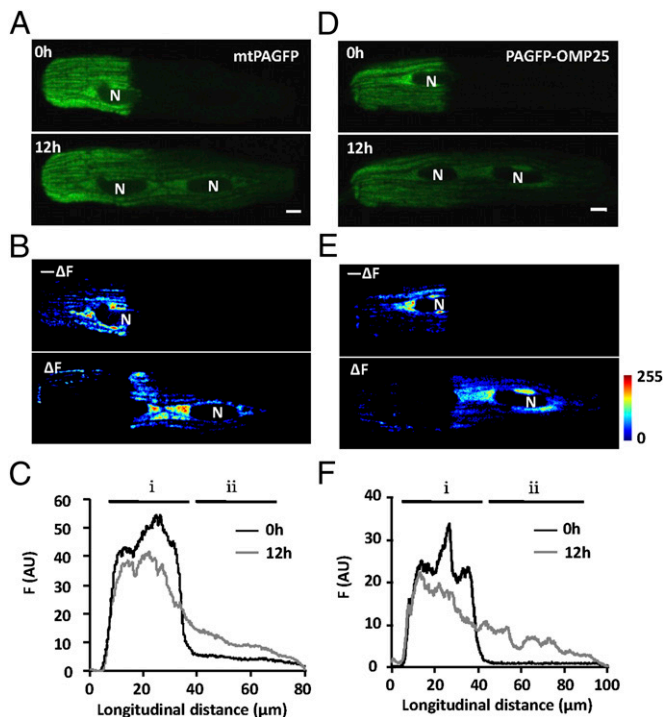 A
0h
mtPAGFP
N
12h
N
N
D
0h
PAGFP-OMP25
N
12h
N
N
B
—ΔF
N
ΔF
N
E
—ΔF
N
ΔF
N
255
0
C
i
ii
60
50
40
30
20
10
0
F (AU)
0h
12h
0 20 40 60 80
Longitudinal distance (μm)
F
i
ii
40
30
20
10
0
F (AU)
0h
12h
0 20 40 60 80 100
Longitudinal distance (μm)